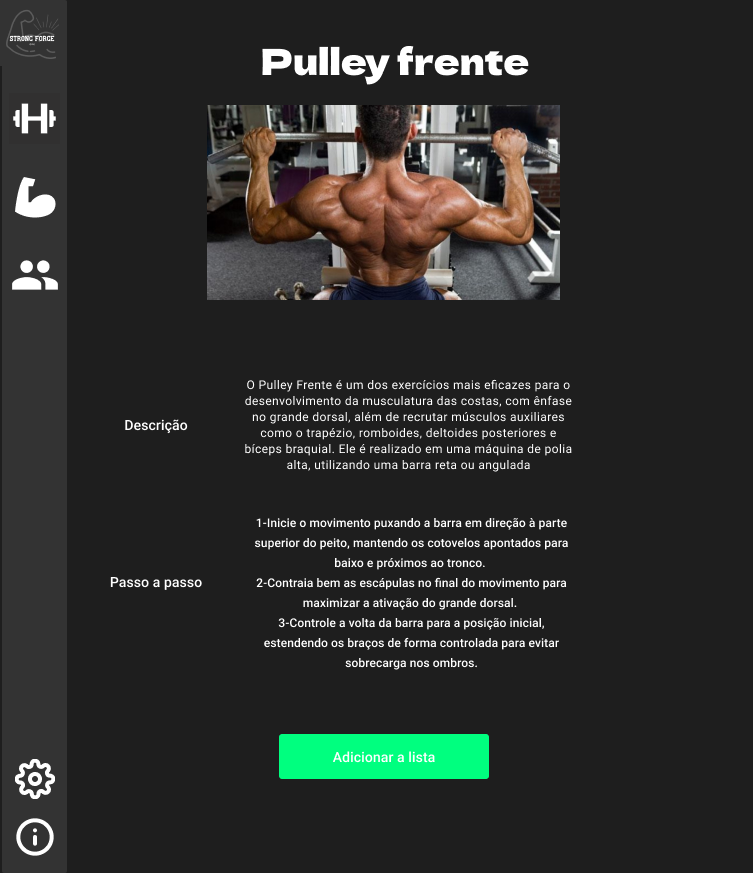 STRONG FORCE
Pulley frente
O Pulley Frente é um dos exercícios mais eficazes para o
desenvolvimento da musculatura das costas, com ênfase
no grande dorsal, além de recrutar músculos auxiliares
como o trapézio, romboides, deltoides posteriores e
bíceps braquial. Ele é realizado em uma máquina de polia
alta, utilizando uma barra reta ou angulada
Descrição
1-Inicie o movimento puxando a barra em direção à parte
superior do peito, mantendo os cotovelos apontados para
baixo e próximos ao tronco.
2-Contraia bem as escápulas no final do movimento para
maximizar a ativação do grande dorsal.
3-Controle a volta da barra para a posição inicial,
estendendo os braços de forma controlada para evitar
sobrecarga nos ombros.
Passo a passo
Adicionar a lista